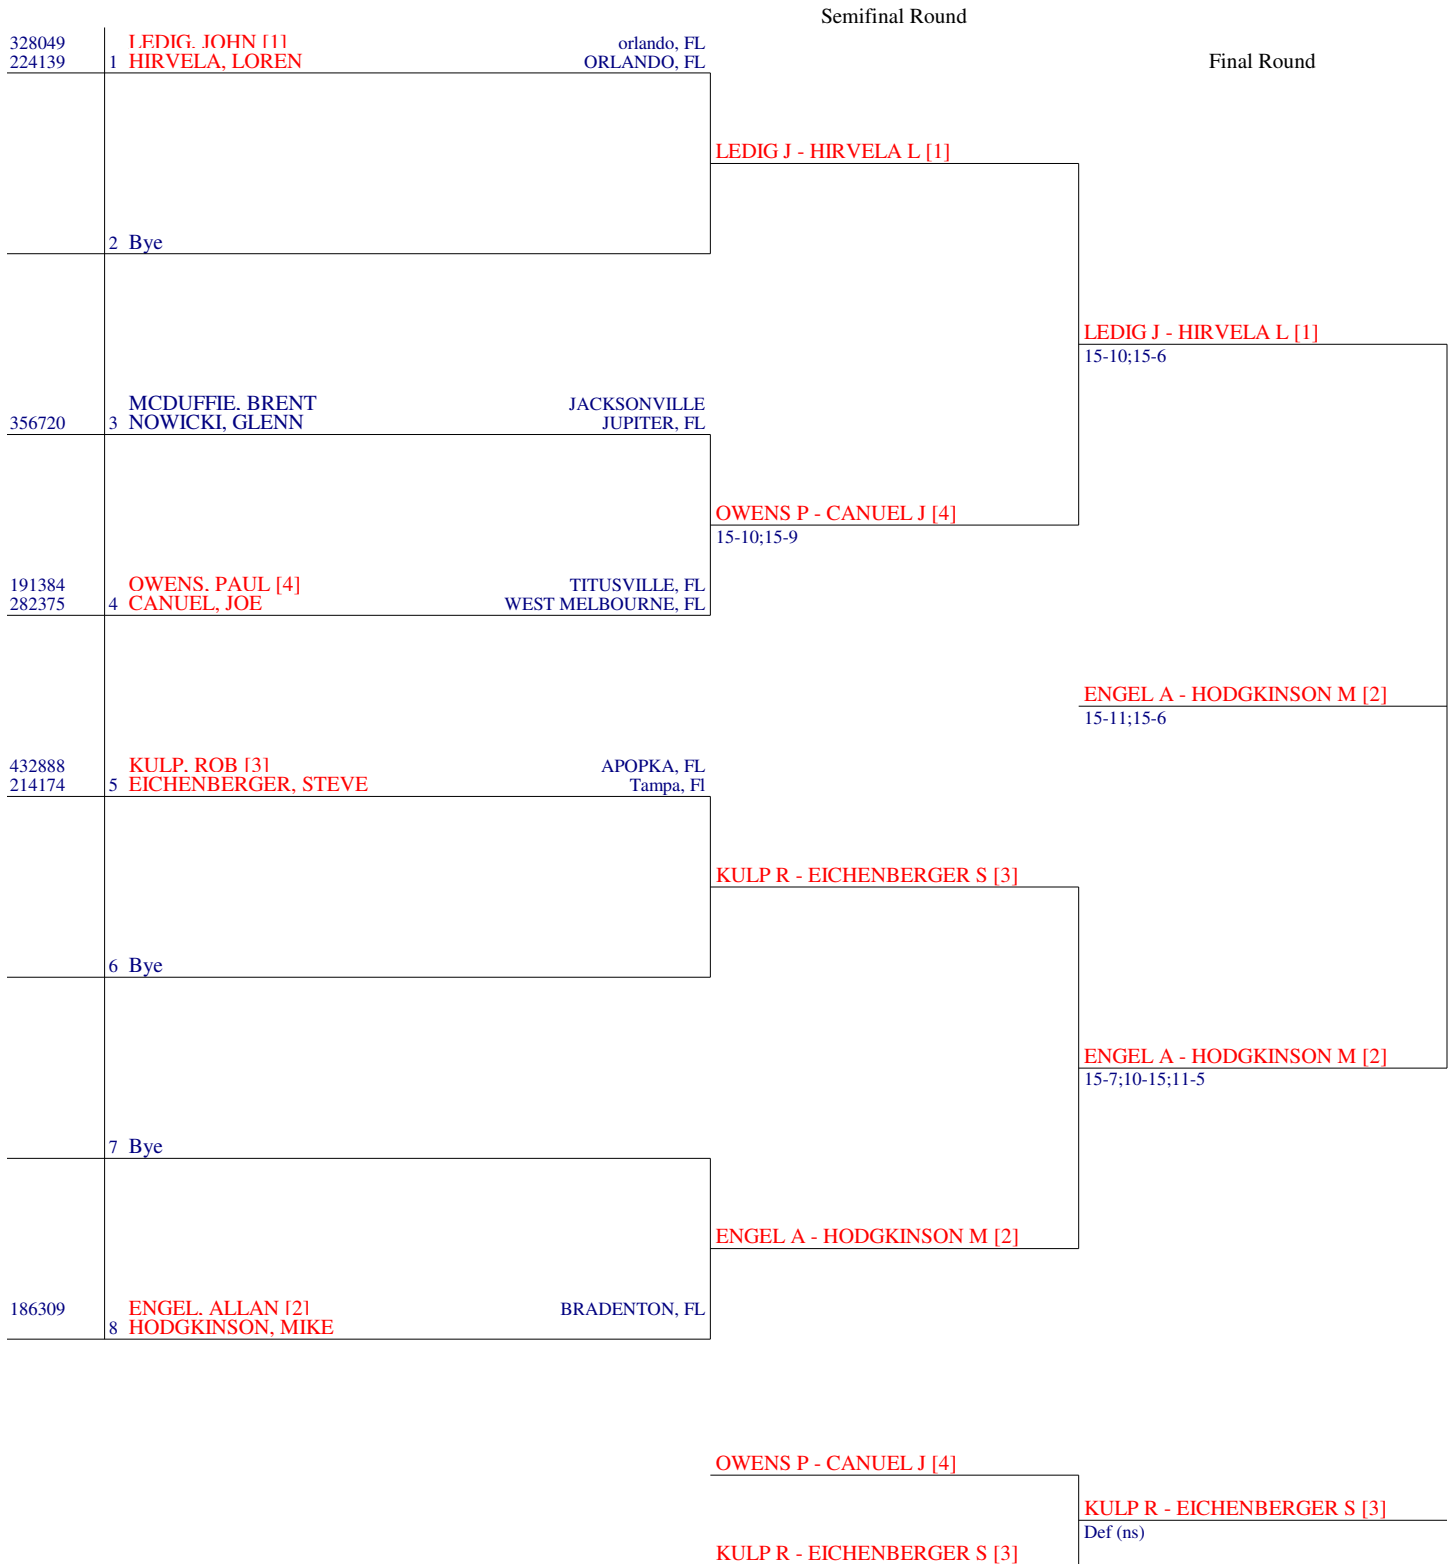 Semifinal Round
Final Round
328049 LEDIG, JOHN [1] orlando, FL
224139 1 HIRVELA, LOREN ORLANDO, FL
LEDIG J - HIRVELA L [1]
2 Bye
LEDIG J - HIRVELA L [1]
15-10;15-6
MCDUFFIE, BRENT JACKSONVILLE
356720 3 NOWICKI, GLENN JUPITER, FL
OWENS P - CANUEL J [4]
15-10;15-9
191384 OWENS, PAUL [4] TITUSVILLE, FL
282375 4 CANUEL, JOE WEST MELBOURNE, FL
ENGEL A - HODGKINSON M [2]
15-11;15-6
432888 KULP, ROB [3] APOPKA, FL
214174 5 EICHENBERGER, STEVE Tampa, Fl
KULP R - EICHENBERGER S [3]
6 Bye
ENGEL A - HODGKINSON M [2]
15-7;10-15;11-5
7 Bye
ENGEL A - HODGKINSON M [2]
186309 ENGEL, ALLAN [2] BRADENTON, FL
8 HODGKINSON, MIKE
OWENS P - CANUEL J [4]
KULP R - EICHENBERGER S [3]
Def (ns)
KULP R - EICHENBERGER S [3]